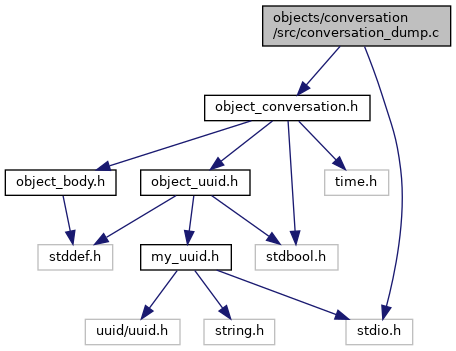 objects/conversation
/src/conversation_dump.c
object_conversation.h
object_body.h
object_uuid.h
time.h
stddef.h
my_uuid.h
stdbool.h
uuid/uuid.h
string.h
stdio.h